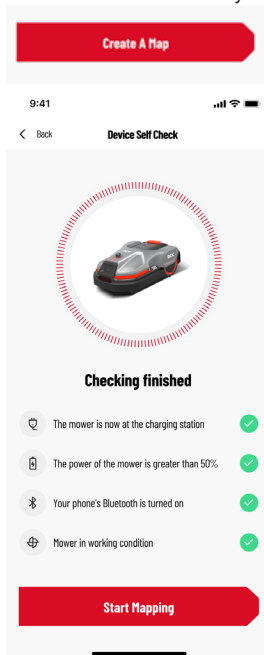 Create A Map
9:41
Back
Device Self Check
Checking finished
The mower is now at the charging station
The power of the mower is greater than 50%
Your phone's Bluetooth is turned on
Mower in working condition
Start Mapping